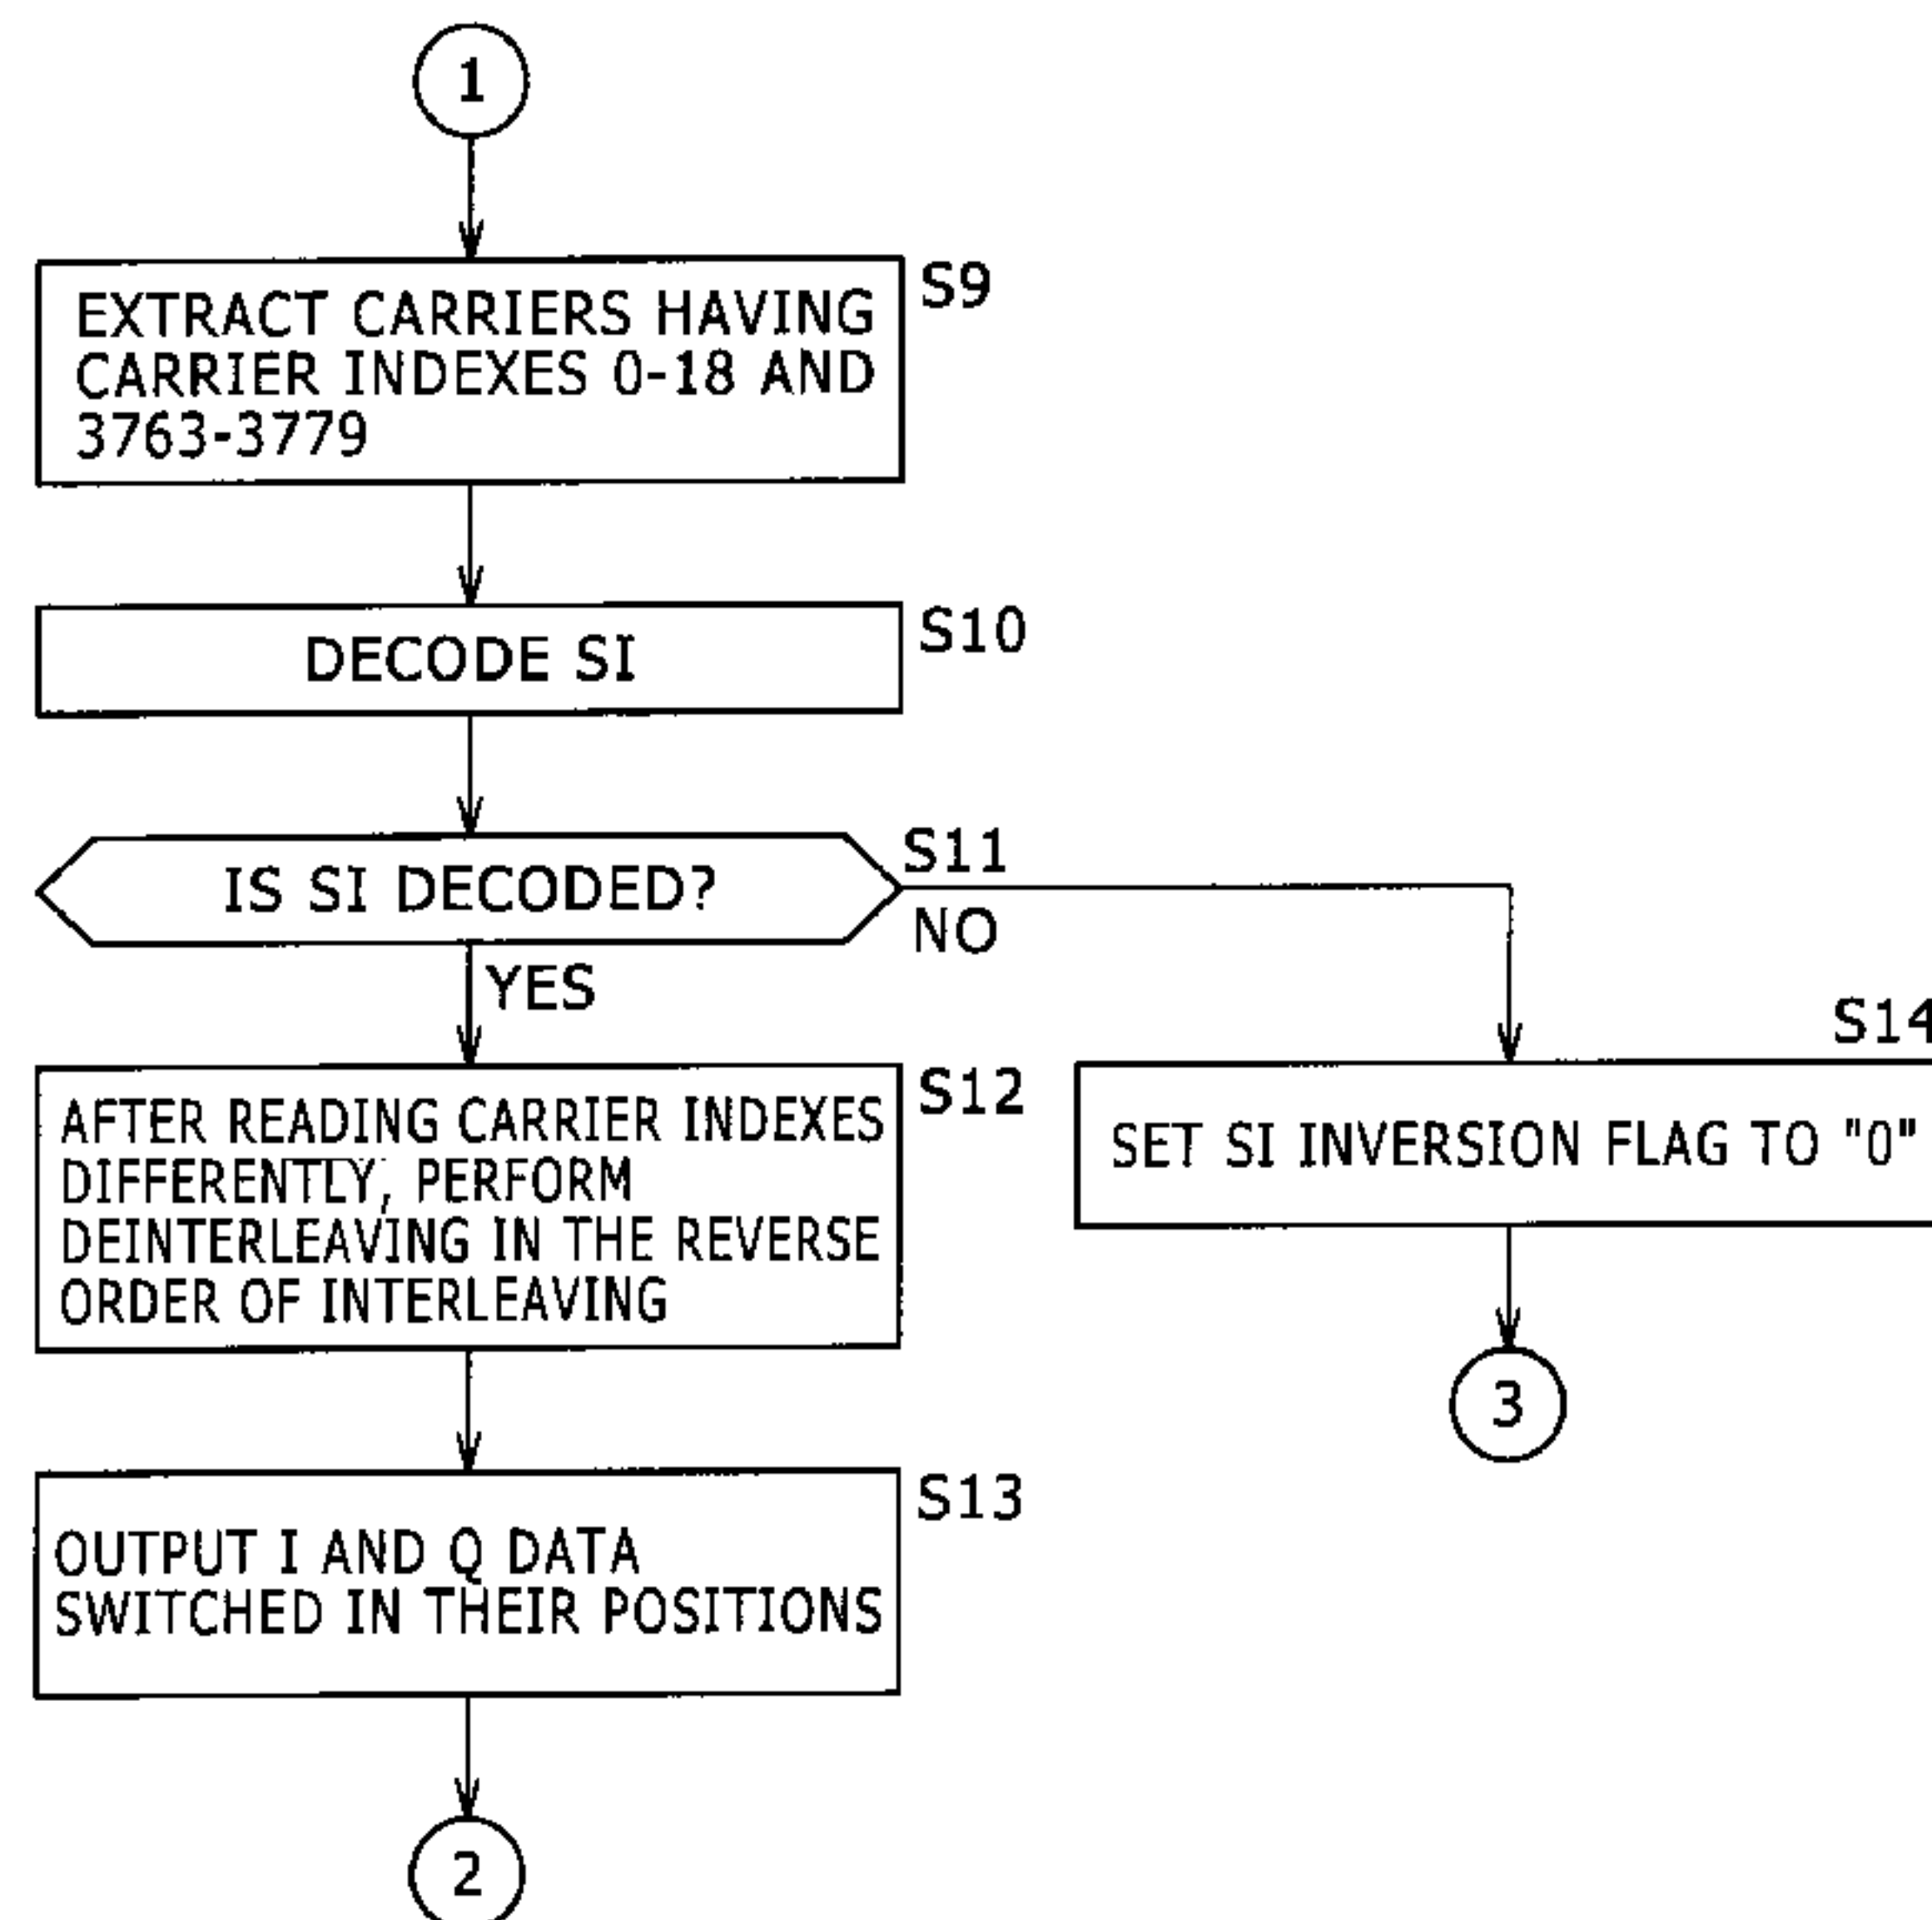 1
S9
EXTRACT CARRIERS HAVING
CARRIER INDEXES 0-18 AND
3763-3779
S10
DECODE SI
S11
IS SI DECODED?
NO
YES
S14
S12
AFTER READING CARRIER INDEXES
DIFFERENTLY, PERFORM
DEINTERLEAVING IN THE REVERSE
ORDER OF INTERLEAVING
SET SI INVERSION FLAG TO "0"
3
S13
OUTPUT I AND Q DATA
SWITCHED IN THEIR POSITIONS
2